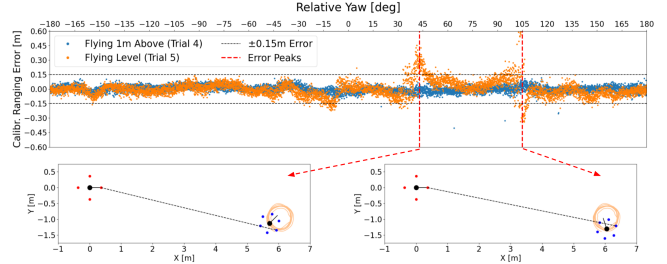 Relative Yaw [deg]
-180 -165 -150 -135 -120 -105 -90 -75 -60 -45 -30 -15 0 15 30 45 60 75 90 105 120 135 150 165 180
Calibr. Ranging Error [m]
0.60
0.45
0.30
0.15
0.00
-0.15
-0.30
-0.45
-0.60
Flying 1m Above (Trial 4)
±0.15m Error
Flying Level (Trial 5)
Error Peaks
Y [m]
0.5
0.0
-0.5
-1.0
-1.5
-1 0 1 2 3 4 5 6 7
X [m]
Y [m]
0.5
0.0
-0.5
-1.0
-1.5
-1 0 1 2 3 4 5 6 7
X [m]